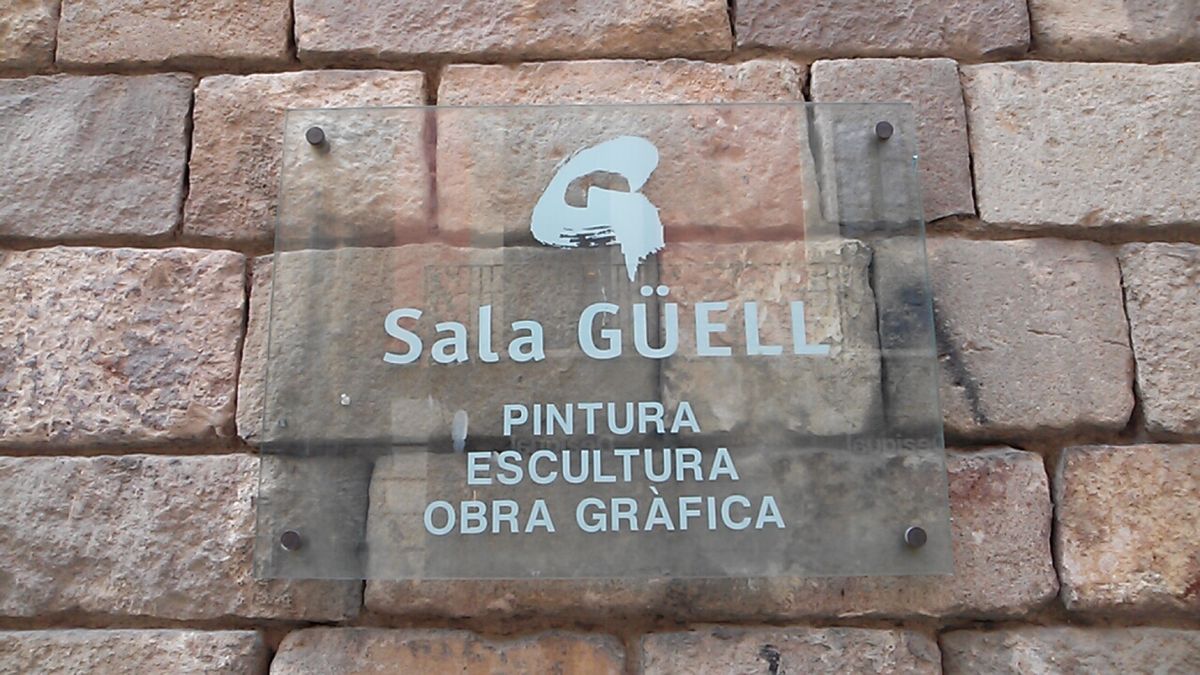 Sala GÜELL
PINTURA
ESCULTURA
OBRA GRÀFICA